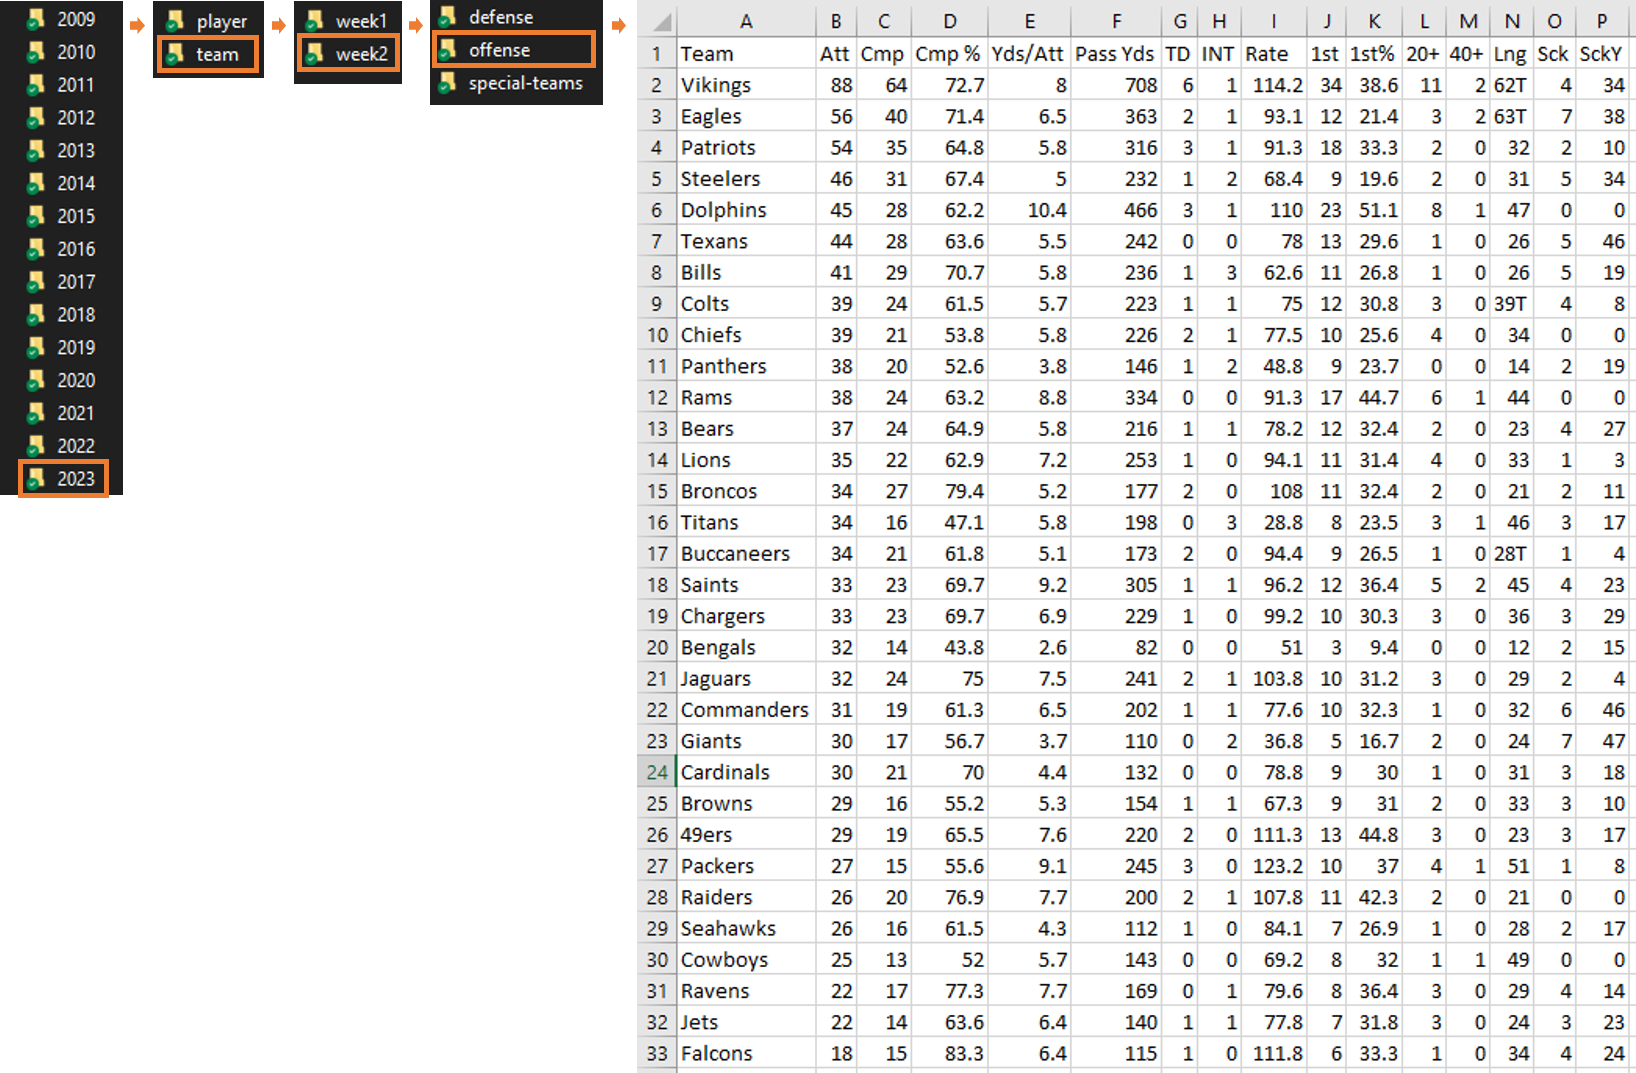 2009
2010
2011
2012
2013
2014
2015
2016
2017
2018
2019
2020
2021
2022
2023
player
team
week1
week2
defense
offense
special-teams
A B C D E F G H I J K L M N O P
1 Team Att Cmp Cmp % Yds/Att Pass Yds TD INT Rate 1st 1st% 20+ 40+ Lng Sck SckY
2 Vikings 88 64 72.7 8 708 6 1 114.2 34 38.6 11 2 62T 4 34
3 Eagles 56 40 71.4 6.5 363 2 1 93.1 12 21.4 3 2 63T 7 38
4 Patriots 54 35 64.8 5.8 316 3 1 91.3 18 33.3 2 0 32 2 10
5 Steelers 46 31 67.4 5 232 1 2 68.4 9 19.6 2 0 31 5 34
6 Dolphins 45 28 62.2 10.4 466 3 1 110 23 51.1 8 1 47 0 0
7 Texans 44 28 63.6 5.5 242 0 0 78 13 29.6 1 0 26 5 46
8 Bills 41 29 70.7 5.8 236 1 3 62.6 11 26.8 1 0 26 5 19
9 Colts 39 24 61.5 5.7 223 1 1 75 12 30.8 3 0 39T 4 8
10 Chiefs 39 21 53.8 5.8 226 2 1 77.5 10 25.6 4 0 34 0 0
11 Panthers 38 20 52.6 3.8 146 1 2 48.8 9 23.7 0 0 14 2 19
12 Rams 38 24 63.2 8.8 334 0 0 91.3 17 44.7 6 1 44 0 0
13 Bears 37 24 64.9 5.8 216 1 1 78.2 12 32.4 2 0 23 4 27
14 Lions 35 22 62.9 7.2 253 1 0 94.1 11 31.4 4 0 33 1 3
15 Broncos 34 27 79.4 5.2 177 2 0 108 11 32.4 2 0 21 2 11
16 Titans 34 16 47.1 5.8 198 0 3 28.8 8 23.5 3 1 46 3 17
17 Buccaneers 34 21 61.8 5.1 173 2 0 94.4 9 26.5 1 0 28T 1 4
18 Saints 33 23 69.7 9.2 305 1 1 96.2 12 36.4 5 2 45 4 23
19 Chargers 33 23 69.7 6.9 229 1 0 99.2 10 30.3 3 0 36 3 29
20 Bengals 32 14 43.8 2.6 82 0 0 51 3 9.4 0 0 12 2 15
21 Jaguars 32 24 75 7.5 241 2 1 103.8 10 31.2 3 0 29 2 4
22 Commanders 31 19 61.3 6.5 202 1 1 77.6 10 32.3 1 0 32 6 46
23 Giants 30 17 56.7 3.7 110 0 2 36.8 5 16.7 2 0 24 7 47
24 Cardinals 30 21 70 4.4 132 0 0 78.8 9 30 1 0 31 3 18
25 Browns 29 16 55.2 5.3 154 1 1 67.3 9 31 2 0 33 3 10
26 49ers 29 19 65.5 7.6 220 2 0 111.3 13 44.8 3 0 23 3 17
27 Packers 27 15 55.6 9.1 245 3 0 123.2 10 37 4 1 51 1 8
28 Raiders 26 20 76.9 7.7 200 2 1 107.8 11 42.3 2 0 21 0 0
29 Seahawks 26 16 61.5 4.3 112 1 0 84.1 7 26.9 1 0 28 2 17
30 Cowboys 25 13 52 5.7 143 0 0 69.2 8 32 1 1 49 0 0
31 Ravens 22 17 77.3 7.7 169 0 1 79.6 8 36.4 3 0 29 4 14
32 Jets 22 14 63.6 6.4 140 1 1 77.8 7 31.8 3 0 24 3 23
33 Falcons 18 15 83.3 6.4 115 1 0 111.8 6 33.3 1 0 34 4 24